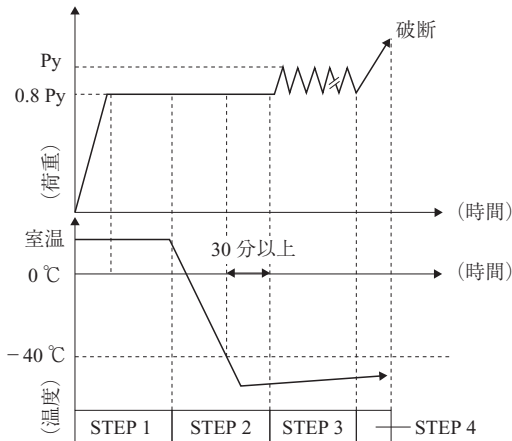 破断
Py
0.8 Py
(荷重)
(時間)
室温
30 分以上
0 ℃
(時間)
-40 ℃
(温度)
STEP 1
STEP 2
STEP 3
STEP 4